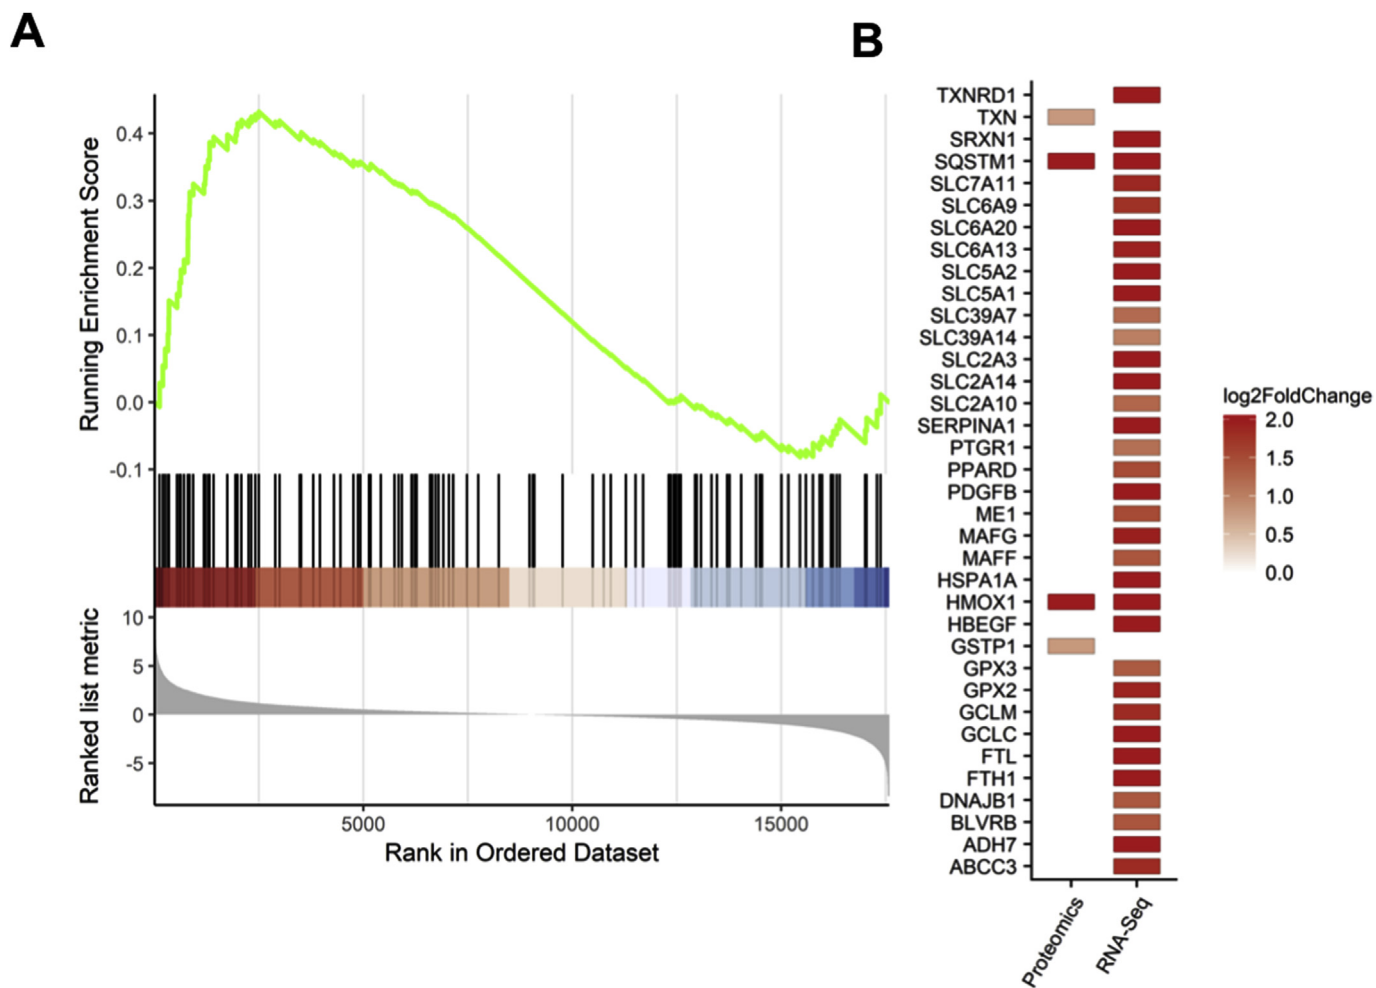 A
Running Enrichment Score
0.4
0.3
0.2
0.1
0.0
-0.1
Ranked list metric
10
5
0
-5
5000
10000
15000
Rank in Ordered Dataset
B
TXNRD1
TXN
SRXN1
SQSTM1
SLC7A11
SLC6A9
SLC6A20
SLC6A13
SLC5A2
SLC5A1
SLC39A7
SLC39A14
SLC2A3
SLC2A14
SLC2A10
SERPINA1
PTGR1
PPARD
PDGFB
ME1
MAFG
MAFF
HSPA1A
HMOX1
HBEGF
GSTP1
GPX3
GPX2
GCLM
GCLC
FTL
FTH1
DNAJB1
BLVRB
ADH7
ABCC3
Proteomics
RNA-Seq
log2FoldChange
2.0
1.5
1.0
0.5
0.0